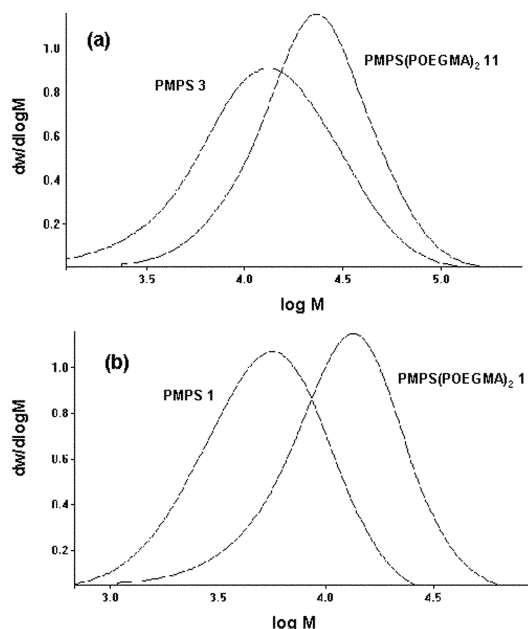 (a)
PMPS(POEGMA)₂ 11
PMPS 3
1.0
0.8
0.6
0.4
0.2
dw/dlogM
3.5 4.0 4.5 5.0
log M
(b)
PMPS(POEGMA)₂ 1
PMPS 1
1.0
0.8
0.6
0.4
0.2
dw/dlogM
3.0 3.5 4.0 4.5
log M